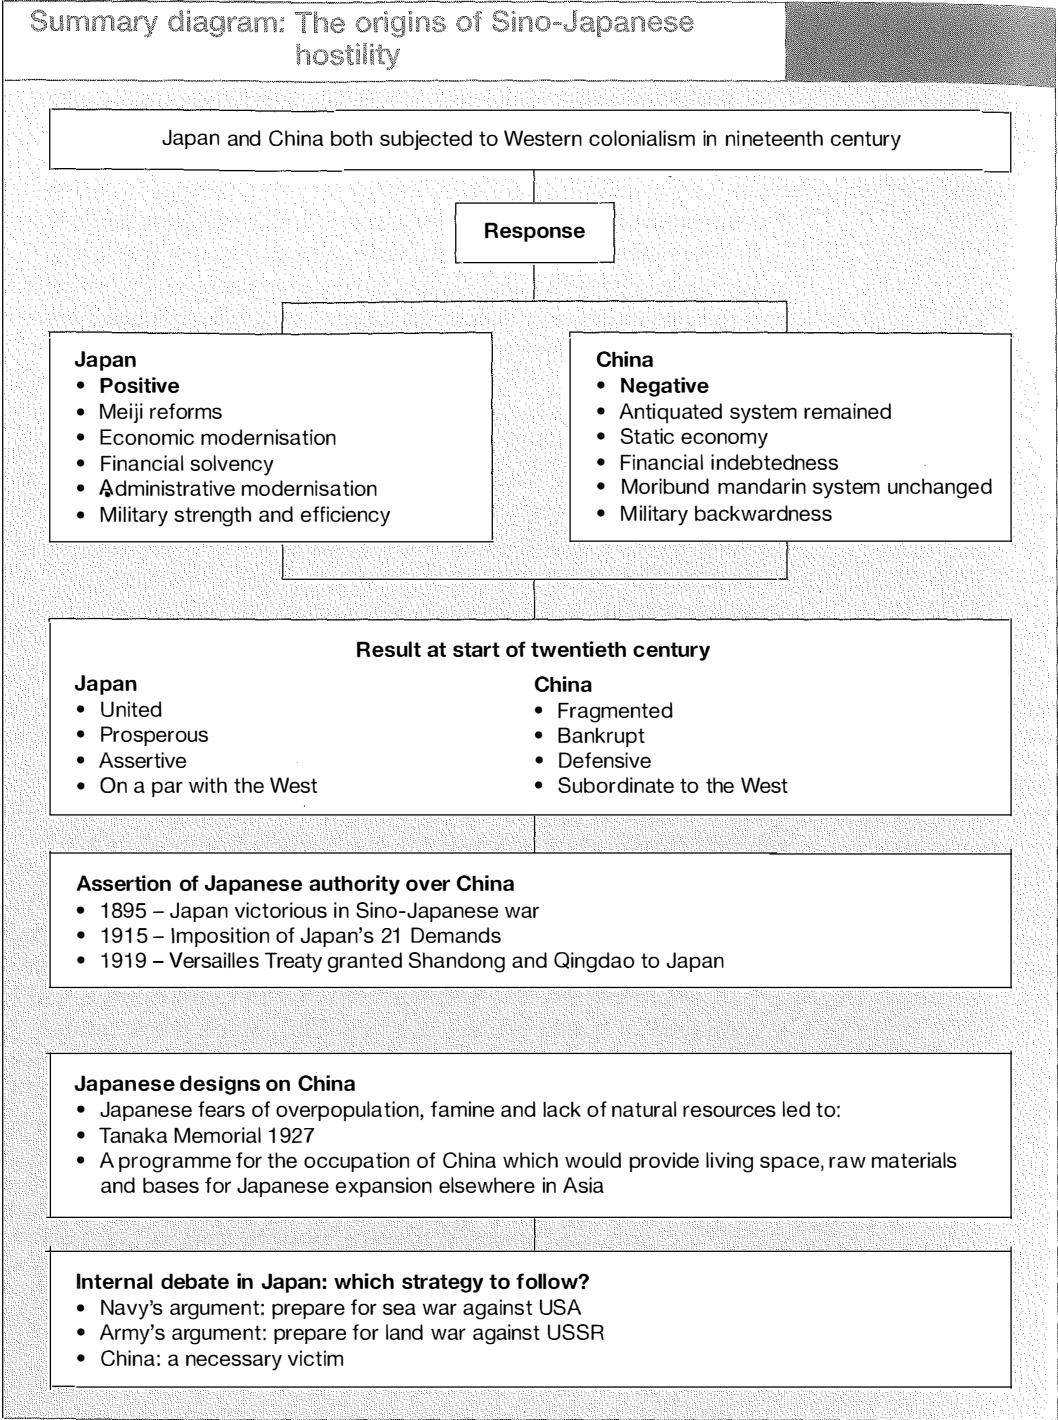 Summary diagram: The origins of Sino-Japanese
hostility
Japan and China both subjected to Western colonialism in nineteenth century
Response
Japan
• Positive
• Meiji reforms
• Economic modernisation
• Financial solvency
• Administrative modernisation
• Military strength and efficiency
China
• Negative
• Antiquated system remained
• Static economy
• Financial indebtedness
• Moribund mandarin system unchanged
• Military backwardness
Result at start of twentieth century
Japan
• United
• Prosperous
• Assertive
• On a par with the West
China
• Fragmented
• Bankrupt
• Defensive
• Subordinate to the West
Assertion of Japanese authority over China
• 1895 – Japan victorious in Sino-Japanese war
• 1915 – Imposition of Japan's 21 Demands
• 1919 – Versailles Treaty granted Shandong and Qingdao to Japan
Japanese designs on China
• Japanese fears of overpopulation, famine and lack of natural resources led to:
• Tanaka Memorial 1927
• A programme for the occupation of China which would provide living space, raw materials
and bases for Japanese expansion elsewhere in Asia
Internal debate in Japan: which strategy to follow?
• Navy's argument: prepare for sea war against USA
• Army's argument: prepare for land war against USSR
• China: a necessary victim